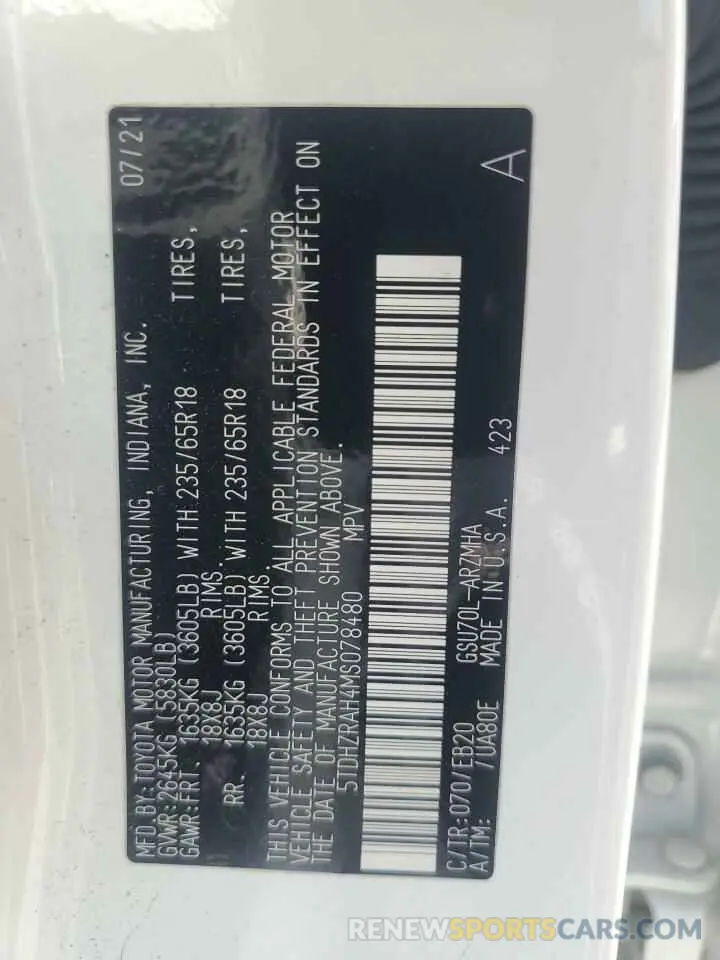 MFD.BY:TOYOTA MOTOR MANUFACTURING, INDIANA, INC. 07/21
GVWR:2645KG (5830LB)
GAWR:FRT. 1635KG (3605LB) WITH 235/65R18 TIRES,
18X8J RIMS.
RR. 1635KG (3605LB) WITH 235/65R18 TIRES,
18X8J RIMS.
THIS VEHICLE CONFORMS TO ALL APPLICABLE FEDERAL MOTOR
VEHICLE SAFETY AND THEFT PREVENTION STANDARDS IN EFFECT ON
THE DATE OF MANUFACTURE SHOWN ABOVE.
5TDHZRAH4MS078480 MPV
C/TR:070/EB20 GSU70L-ARZMHA 423
A/TM: /UA80E MADE IN U.S.A. A
RENEWSPORTSCARS.COM